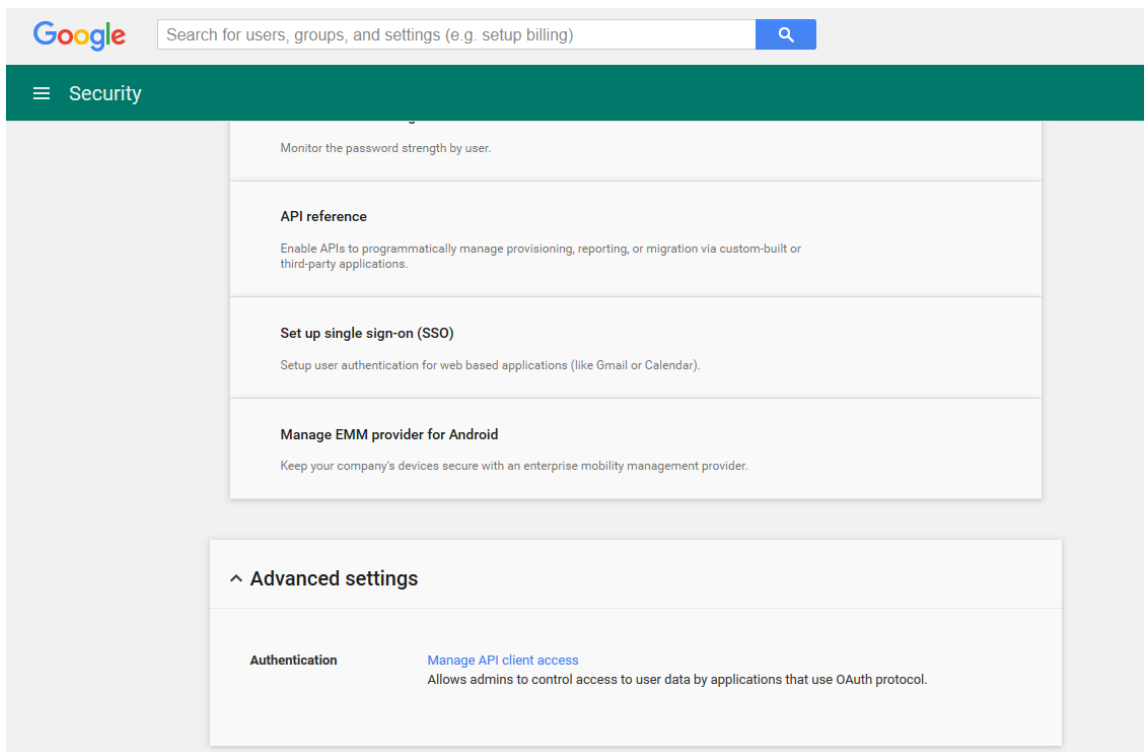 Google
Search for users, groups, and settings (e.g. setup billing)
Security
Monitor the password strength by user.
API reference
Enable APIs to programmatically manage provisioning, reporting, or migration via custom-built or
third-party applications.
Set up single sign-on (SSO)
Setup user authentication for web based applications (like Gmail or Calendar).
Manage EMM provider for Android
Keep your company's devices secure with an enterprise mobility management provider.
Advanced settings
Authentication
Manage API client access
Allows admins to control access to user data by applications that use OAuth protocol.